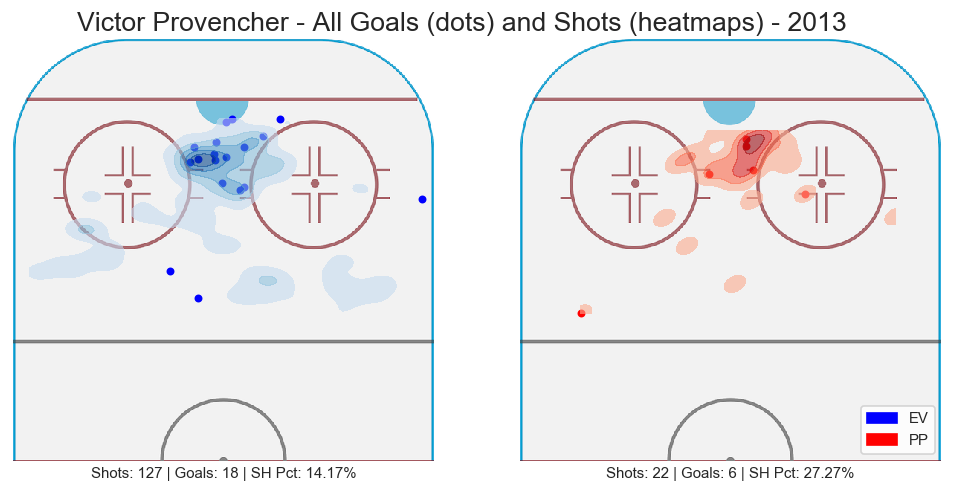 Victor Provencher - All Goals (dots) and Shots (heatmaps) - 2013
EV
PP
Shots: 127 | Goals: 18 | SH Pct: 14.17%
Shots: 22 | Goals: 6 | SH Pct: 27.27%